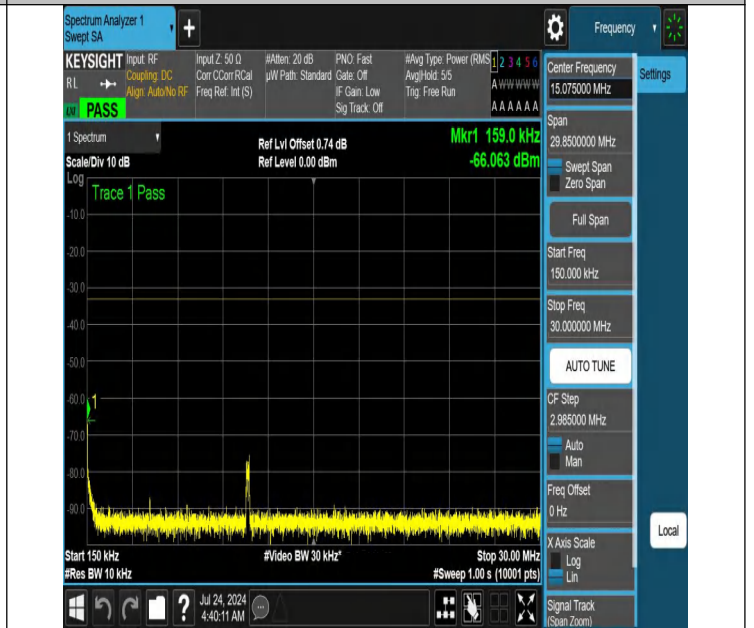 Spectrum Analyzer 1
Swept SA
+
Frequency
KEYSIGHT
RL
PASS
Input: RF
Coupling: DC
Align: Auto/No RF
Input Z: 50 Ω
Corr CCorr RCal
Freq Ref: Int (S)
#Atten: 20 dB
µW Path: Standard
PNO: Fast
Gate: Off
IF Gain: Low
Sig Track: Off
#Avg Type: Power (RMS
Avg|Hold: 5/5
Trig: Free Run
1 2 3 4 5 6
A W W W W W
A A A A A A
1 Spectrum
Scale/Div 10 dB
Ref Lvl Offset 0.74 dB
Ref Level 0.00 dBm
Mkr1 159.0 kHz
-66.063 dBm
Log
Trace 1 Pass
-10.0
-20.0
-30.0
-40.0
-50.0
-60.0
1
-70.0
-80.0
-90.0
Start 150 kHz
#Res BW 10 kHz
#Video BW 30 kHz*
Stop 30.00 MHz
#Sweep 1.00 s (10001 pts)
?
Jul 24, 2024
4:40:11 AM
Center Frequency
15.075000 MHz
Settings
Span
29.8500000 MHz
Swept Span
Zero Span
Full Span
Start Freq
150.000 kHz
Stop Freq
30.000000 MHz
AUTO TUNE
CF Step
2.985000 MHz
Auto
Man
Freq Offset
0 Hz
X Axis Scale
Log
Lin
Local
Signal Track
(Span Zoom)